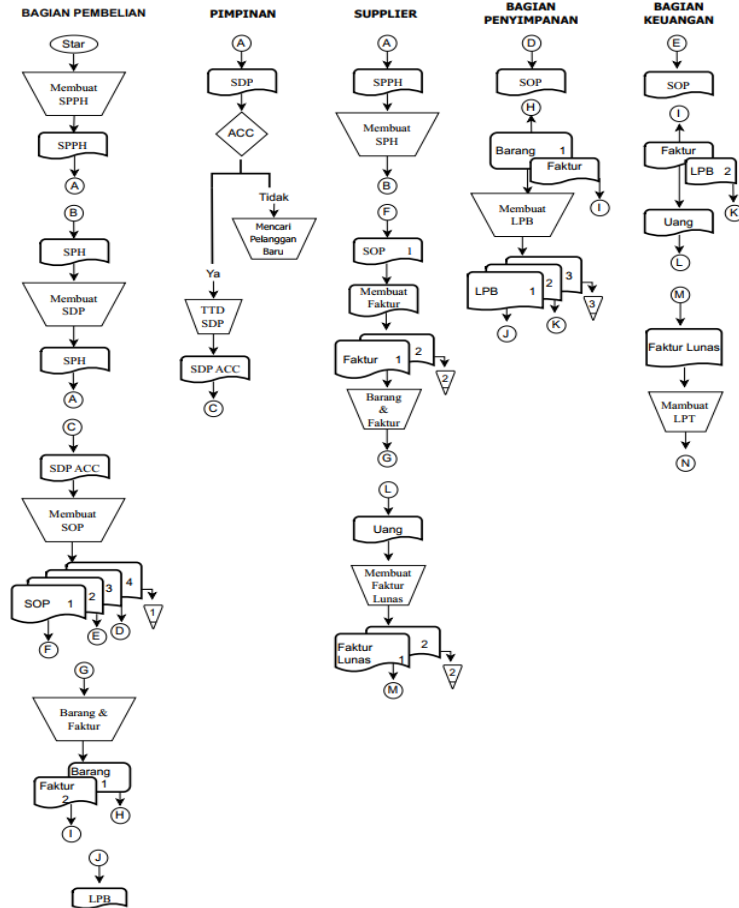 BAGIAN PEMBELIAN
Star
Membuat
SPPH
SPPH
A
B
SPH
Membuat
SDP
SPH
A
C
SDP ACC
Membuat
SOP
SOP 1
2
3
4
1
F
E
D
G
Barang &
Faktur
Barang
1
Faktur
2
H
I
J
LPB
PIMPINAN
A
SDP
ACC
Tidak
Mencari
Pelanggan
Baru
Ya
TTD
SDP
SDP ACC
C
SUPPLIER
A
SPPH
Membuat
SPH
B
F
SOP 1
Membuat
Faktur
Faktur 1
2
2
Barang
&
Faktur
G
L
Uang
Membuat
Faktur
Lunas
Faktur
Lunas 1
2
2
M
BAGIAN
PENYIMPANAN
D
SOP
H
Barang 1
Faktur
I
Membuat
LPB
LPB 1
2
3
3
J
K
BAGIAN
KEUANGAN
E
SOP
I
Faktur
LPB 2
K
Uang
L
M
Faktur Lunas
Mambuat
LPT
N